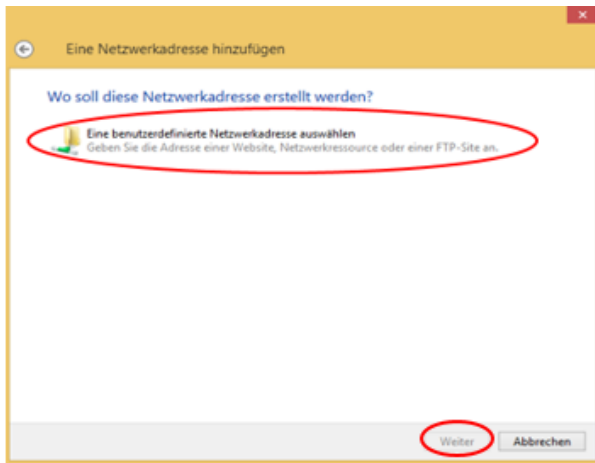 Eine Netzwerkadresse hinzufügen
Wo soll diese Netzwerkadresse erstellt werden?
Eine benutzerdefinierte Netzwerkadresse auswählen
Geben Sie die Adresse einer Website, Netzwerkressource oder einer FTP-Site an.
Weiter Abbrechen